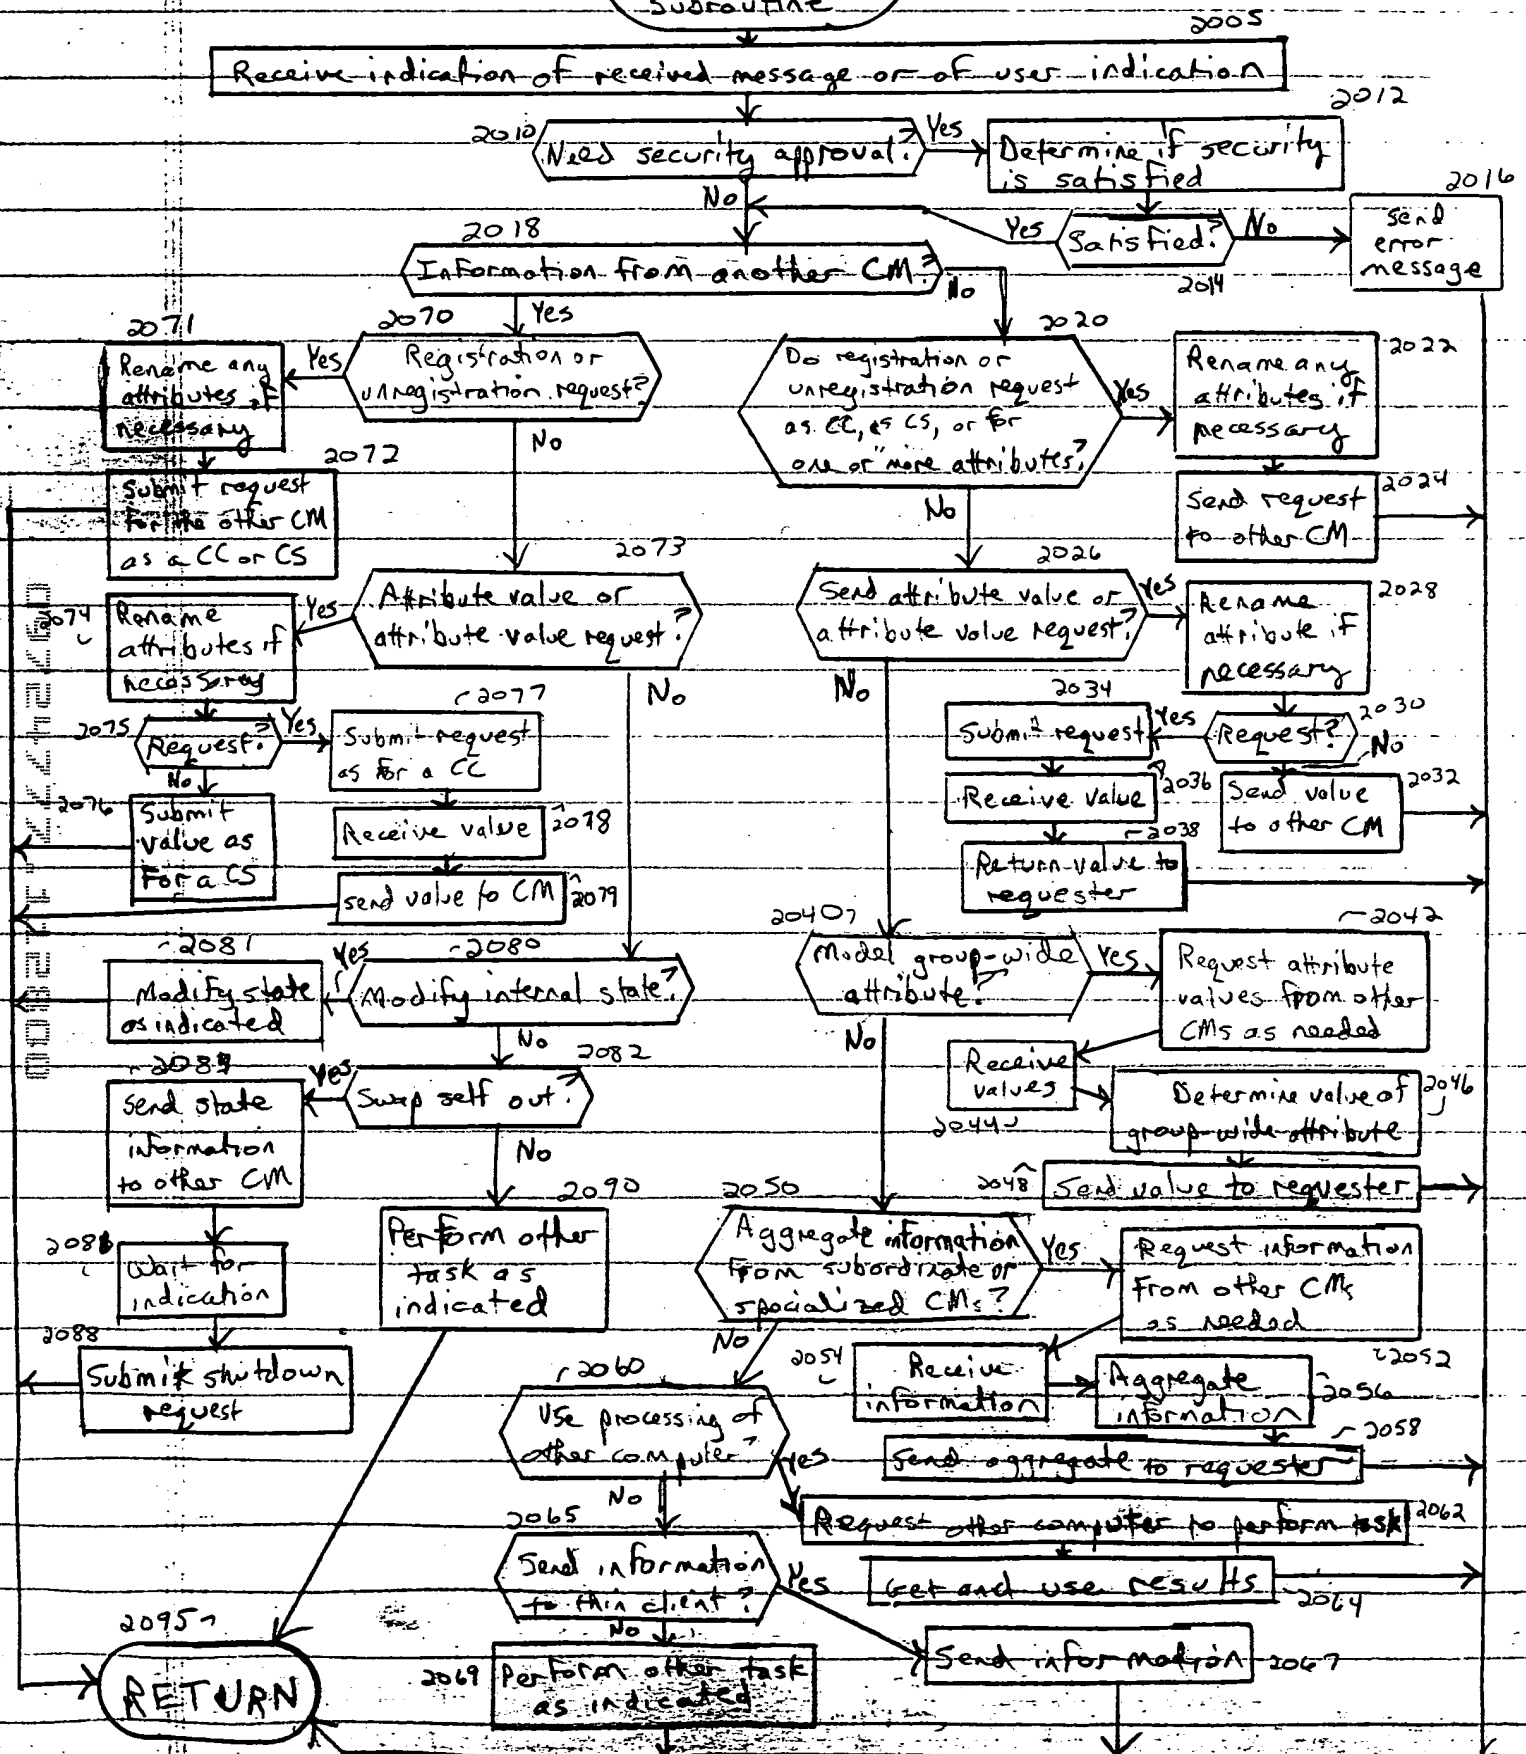 Subroutine
2005
Receive indication of received message or of user indication
2012
2010
Need security approval?
Yes
Determine if security
is satisfied
2016
No
Yes
Satisfied?
No
send
error
message
2014
2018
Information from another CM?
No
Yes
2071
2070
2020
Rename any
attributes if
necessary
Yes
Registration or
unregistration request?
Do registration or
unregistration request
as CC, as CS, or for
one or more attributes?
Yes
Rename any
attributes if
necessary
2022
No
2072
Submit request
for the other CM
as a CC or CS
No
Send request
to other CM
2024
2073
2026
2074
Rename
attributes if
necessary
Yes
Attribute value or
attribute value request?
Send attribute value or
attribute value request?
Yes
Rename
attribute if
necessary
2028
No
No
2077
2034
2075
Request?
Yes
Submit request
as for a CC
Submit request
Yes
Request?
2030
No
No
2076
Submit
value as
for a CS
Receive value
2078
Receive value
2036
Send value
to other CM
2032
send value to CM
2079
2038
Return value to
requester
2040
2042
2081
Yes
2080
Modify state
as indicated
Modify internal state?
Model group-wide
attribute?
Yes
Request attribute
values from other
CMs as needed
No
No
2082
Receive
values
2044
Send state
information
to other CM
Yes
Swap self out?
Determine value of
group-wide attribute
2046
No
2048
Send value to requester
2090
2050
Wait for
indication
Perform other
task as
indicated
Aggregate information
from subordinate or
specialized CMs?
Yes
Request information
from other CMs
as needed
2052
No
2088
Submit shutdown
request
2060
2054
Receive
information
Aggregate
information
2056
Use processing of
other computer?
Yes
2058
Send aggregate to requester
No
2065
Request other computer to perform task
2062
Send information
to thin client?
Yes
Get and use results
2064
No
2095
RETURN
2069
Perform other task
as indicated
Send information
2067